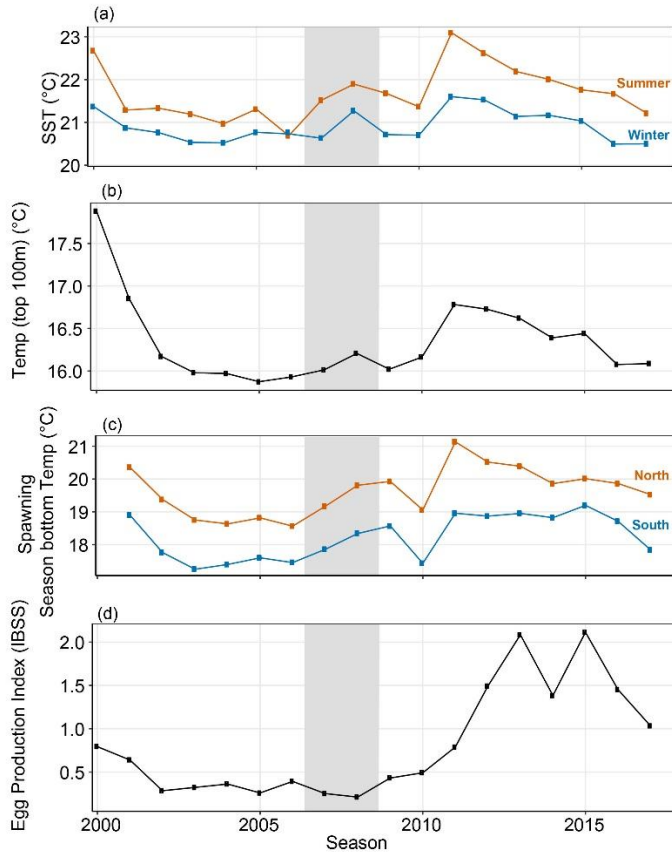 (a)
23
22
21
20
SST (°C)
Summer
Winter
(b)
17.5
17.0
16.5
16.0
Temp (top 100m) (°C)
(c)
21
20
19
18
Spawning
Season bottom Temp (°C)
North
South
(d)
2.0
1.5
1.0
0.5
Egg Production Index (IBSS)
2000 2005 2010 2015
Season